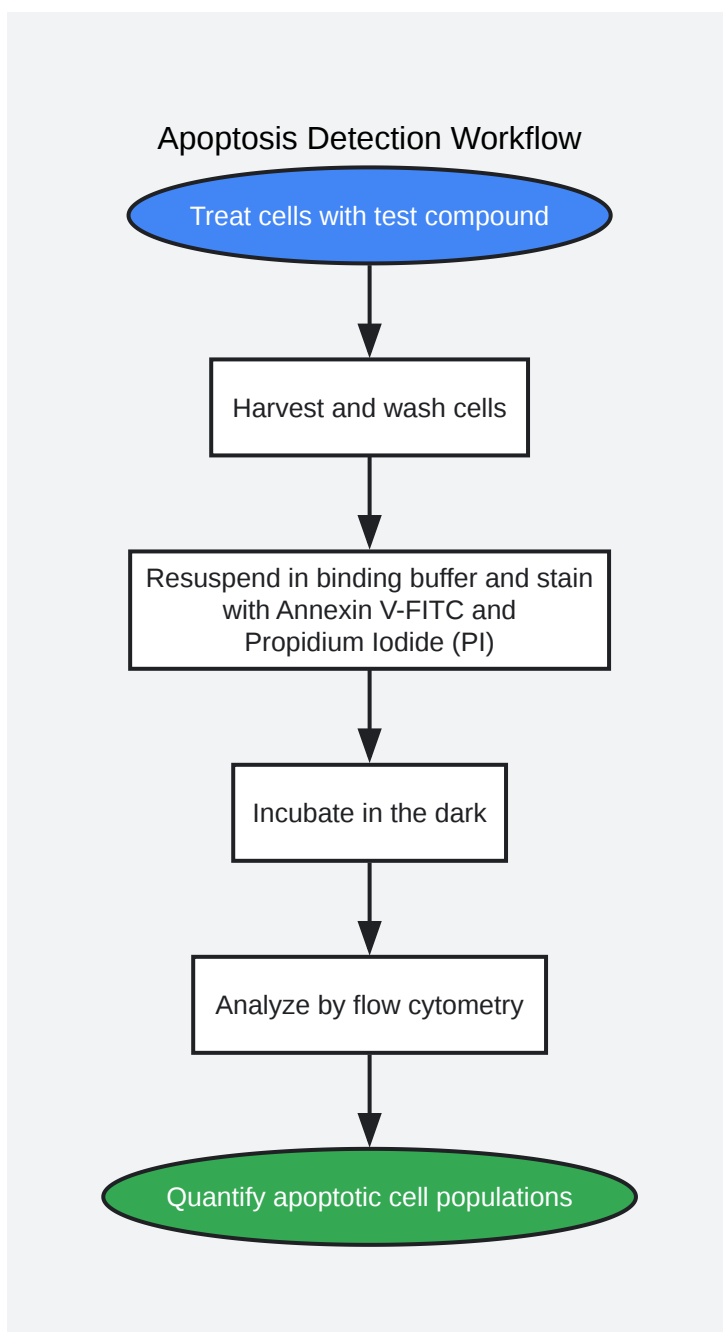 Apoptosis Detection Workflow
Treat cells with test compound
Harvest and wash cells
Resuspend in binding buffer and stain
with Annexin V-FITC and
Propidium Iodide (PI)
Incubate in the dark
Analyze by flow cytometry
Quantify apoptotic cell populations